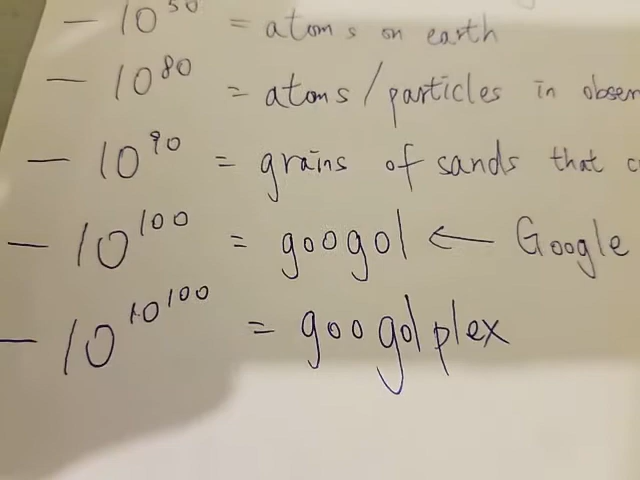 — 10^50 = atoms on earth
— 10^80 = atoms/particles in obser
— 10^90 = grains of sands that
— 10^100 = googol ← Google
— 10^10^100 = googolplex